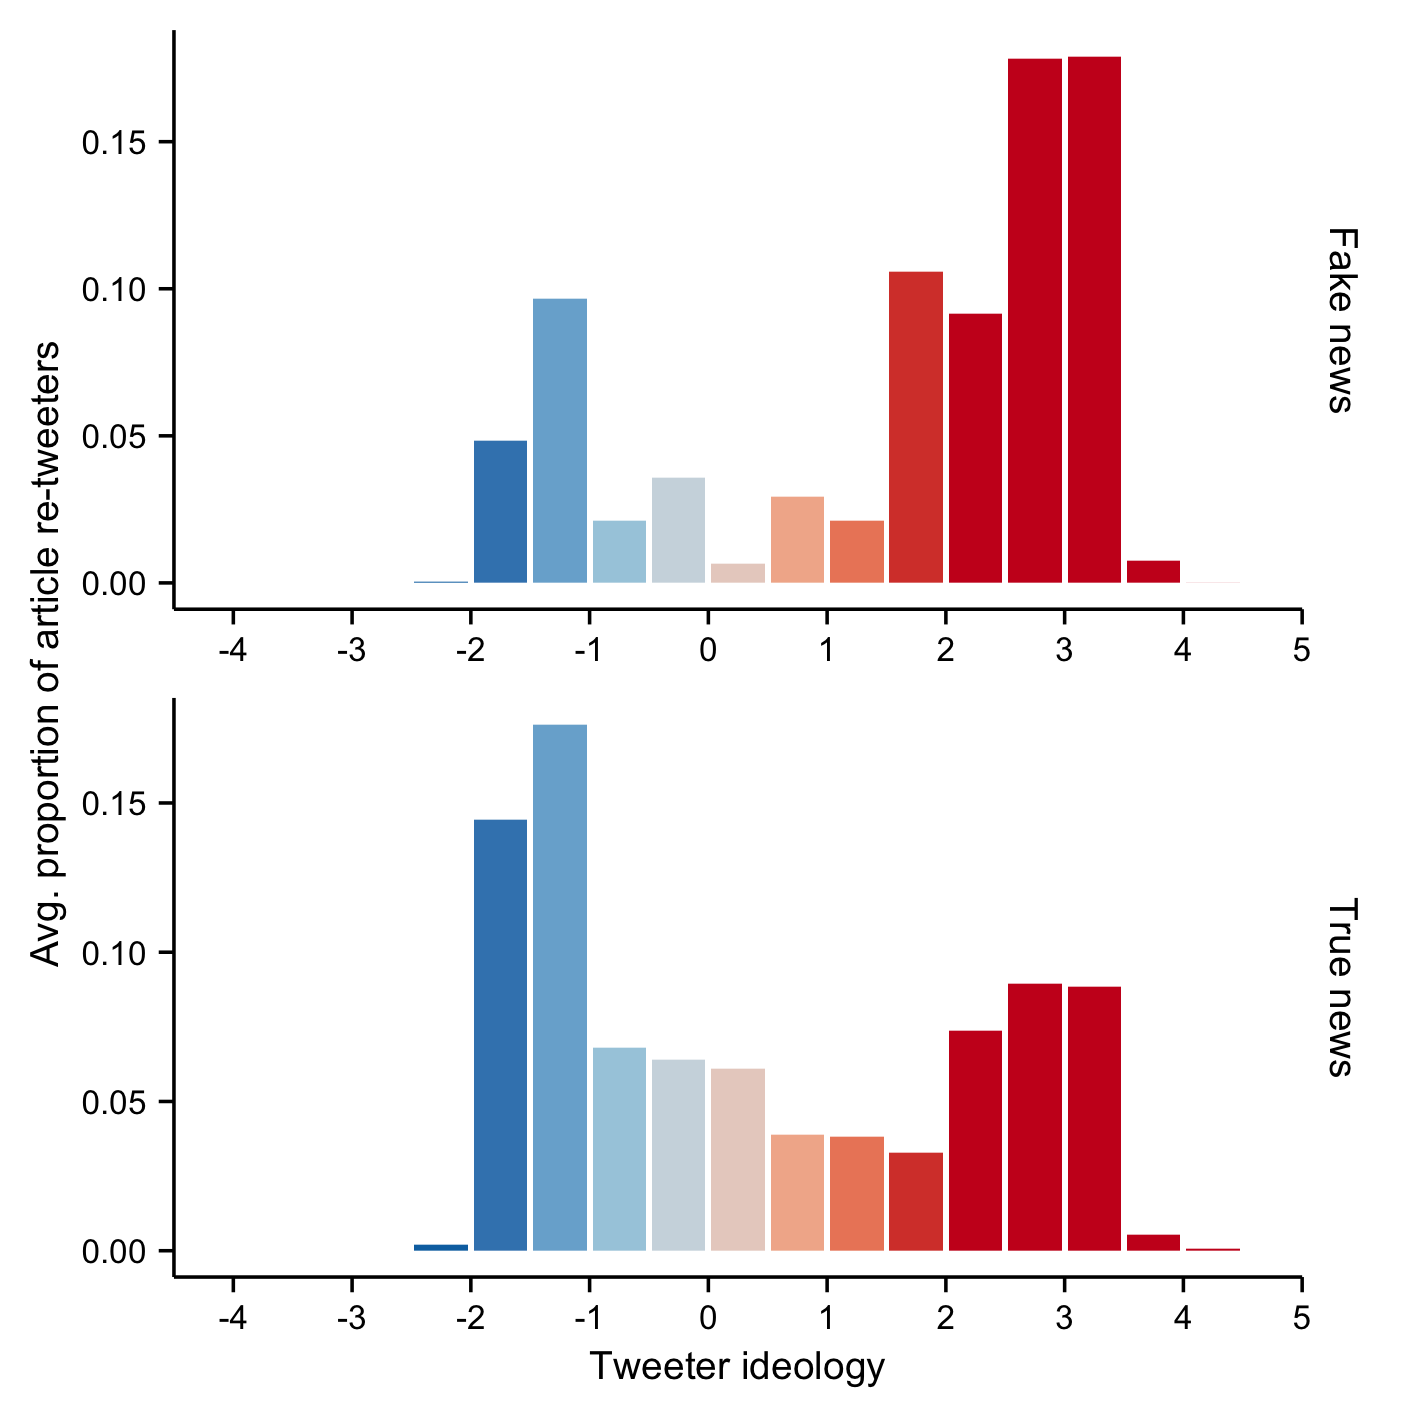 Avg. proportion of article re-tweeters
0.15
0.10
0.05
0.00
-4 -3 -2 -1 0 1 2 3 4 5
Fake news
0.15
0.10
0.05
0.00
-4 -3 -2 -1 0 1 2 3 4 5
True news
Tweeter ideology